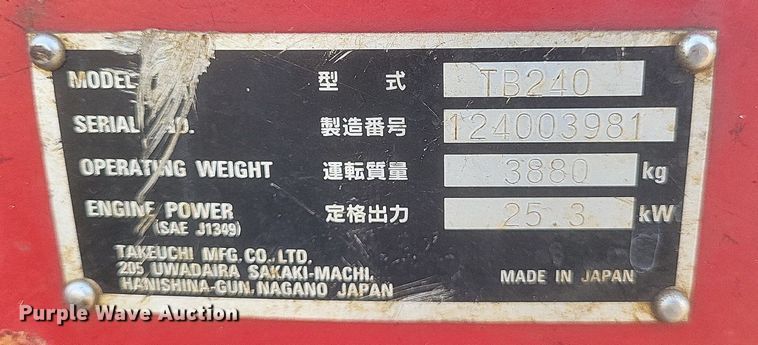 MODEL 型式 TB240
SERIAL NO. 製造番号 124003981
OPERATING WEIGHT 運転質量 3880 kg
ENGINE POWER 定格出力 25.3 kW
(SAE J1349)
TAKEUCHI MFG. CO., LTD.
205 UWADAIRA SAKAKI-MACHI,
HANISHINA-GUN, NAGANO JAPAN
MADE IN JAPAN
Purple Wave Auction